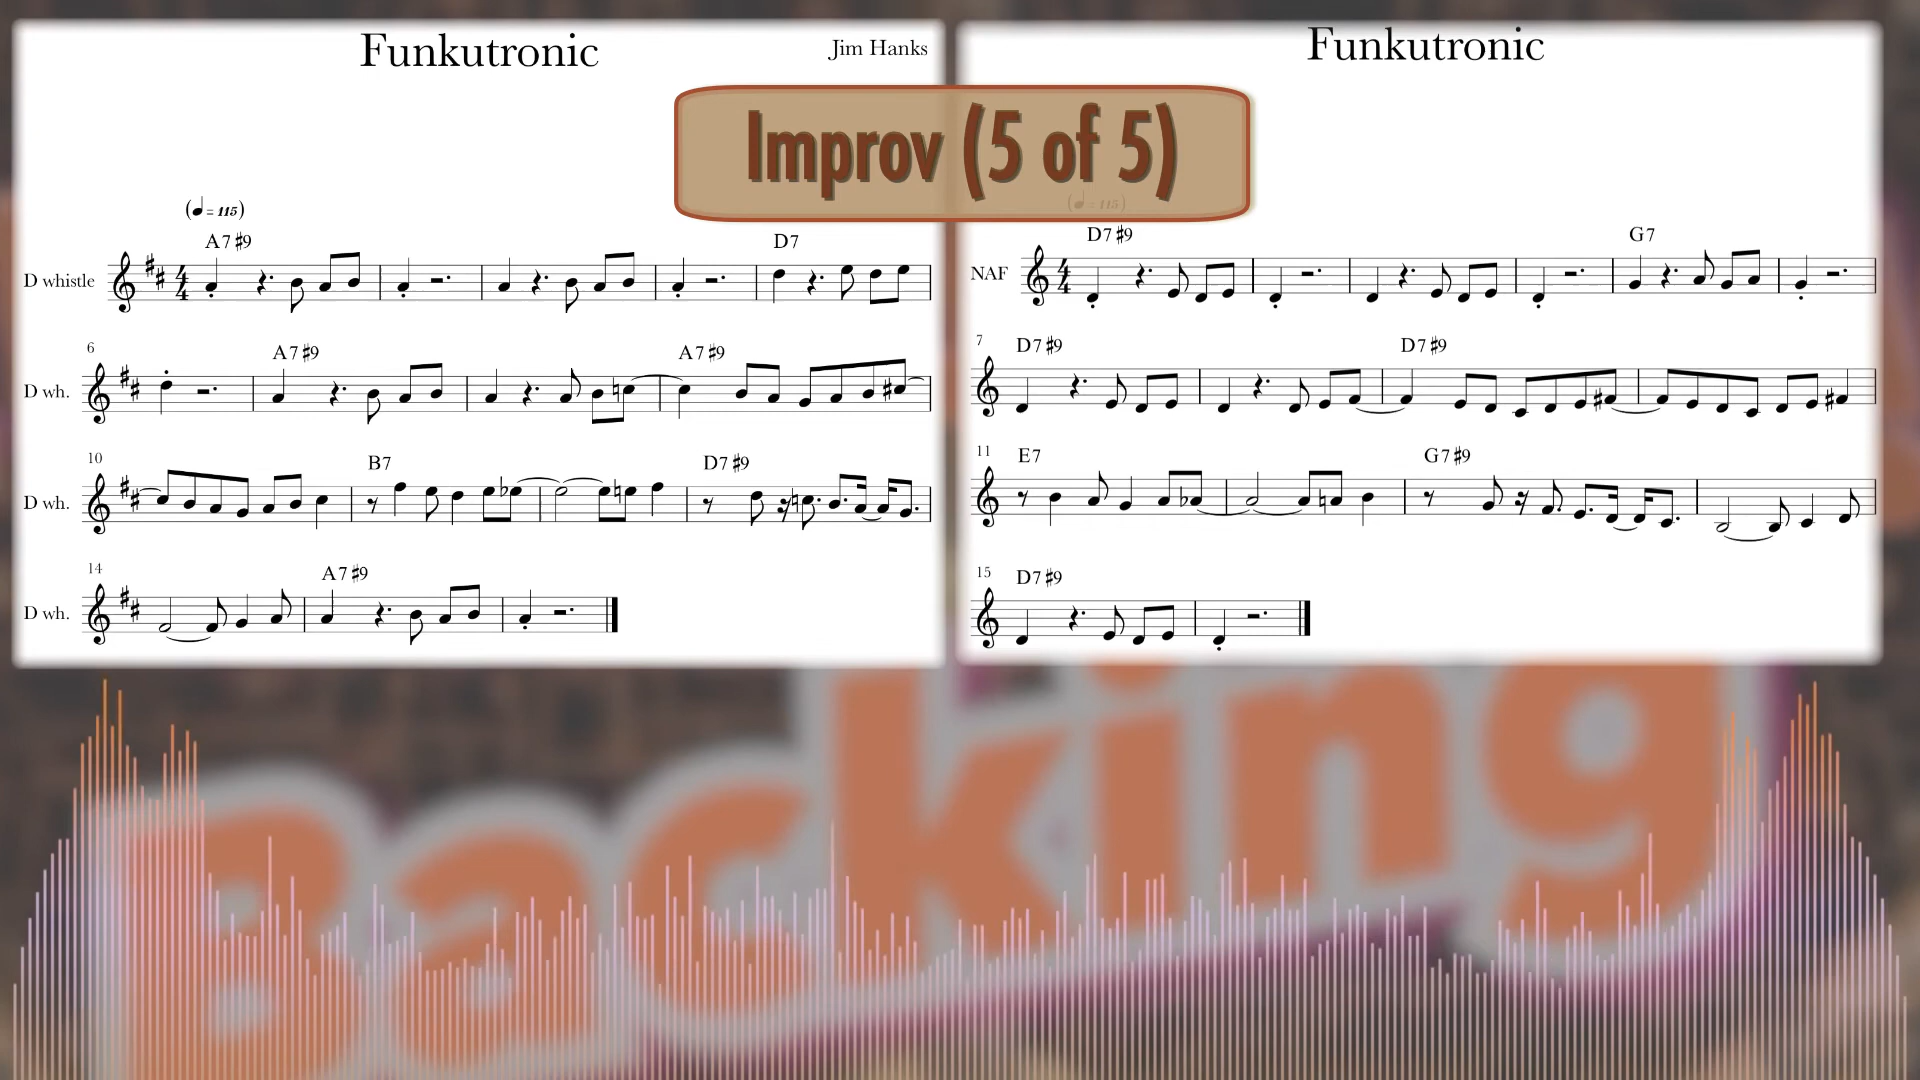 Funkutronic
Jim Hanks
Funkutronic
Improv (5 of 5)
(♩ = 115)
(♩ = 115)
A7♯9 D7
D whistle
6
A7♯9 A7♯9
D wh.
10
B7 D7♯9
D wh.
14
A7♯9
D wh.
D7♯9 G7
NAF
7
D7♯9 D7♯9
11
E7 G7♯9
15
D7♯9
Backing